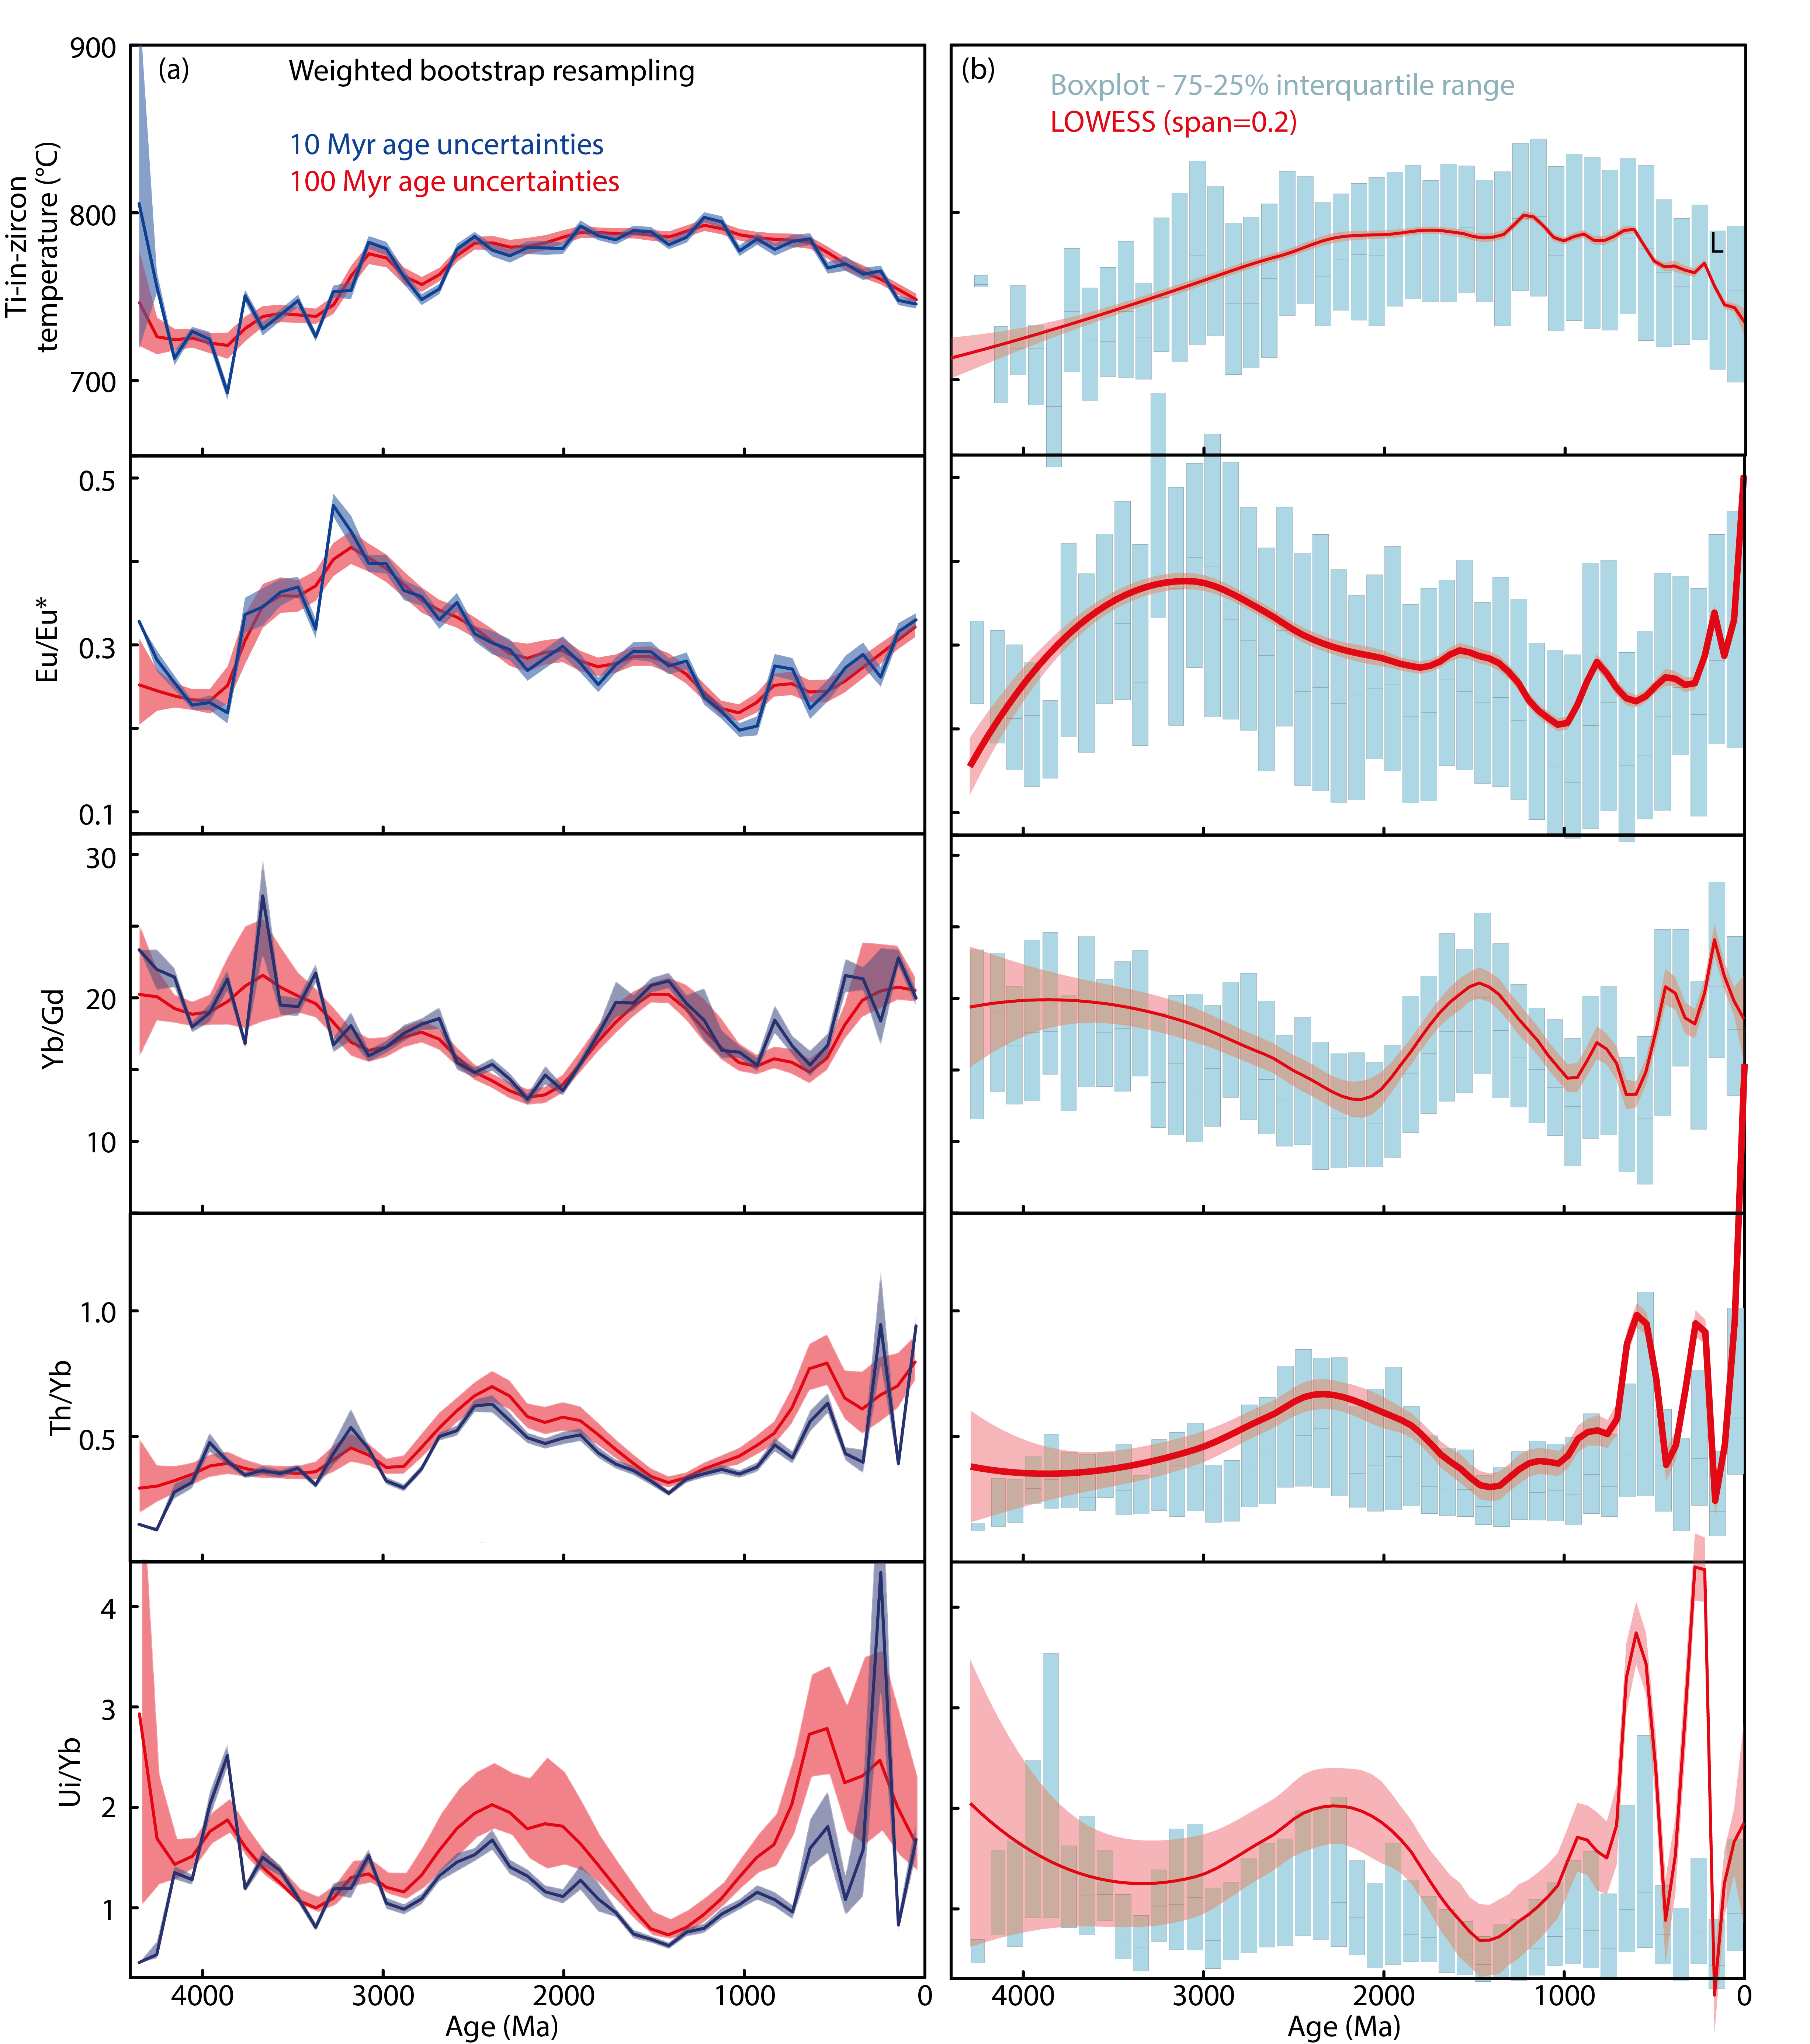 (a)
Weighted bootstrap resampling
10 Myr age uncertainties
100 Myr age uncertainties
(b)
Boxplot - 75-25% interquartile range
LOWESS (span=0.2)
L
Ti-in-zircon
temperature (°C)
900
800
700
Eu/Eu*
0.5
0.3
0.1
Yb/Gd
30
20
10
Th/Yb
1.0
0.5
Ui/Yb
4
3
2
1
4000 3000 2000 1000 0
Age (Ma)
4000 3000 2000 1000 0
Age (Ma)